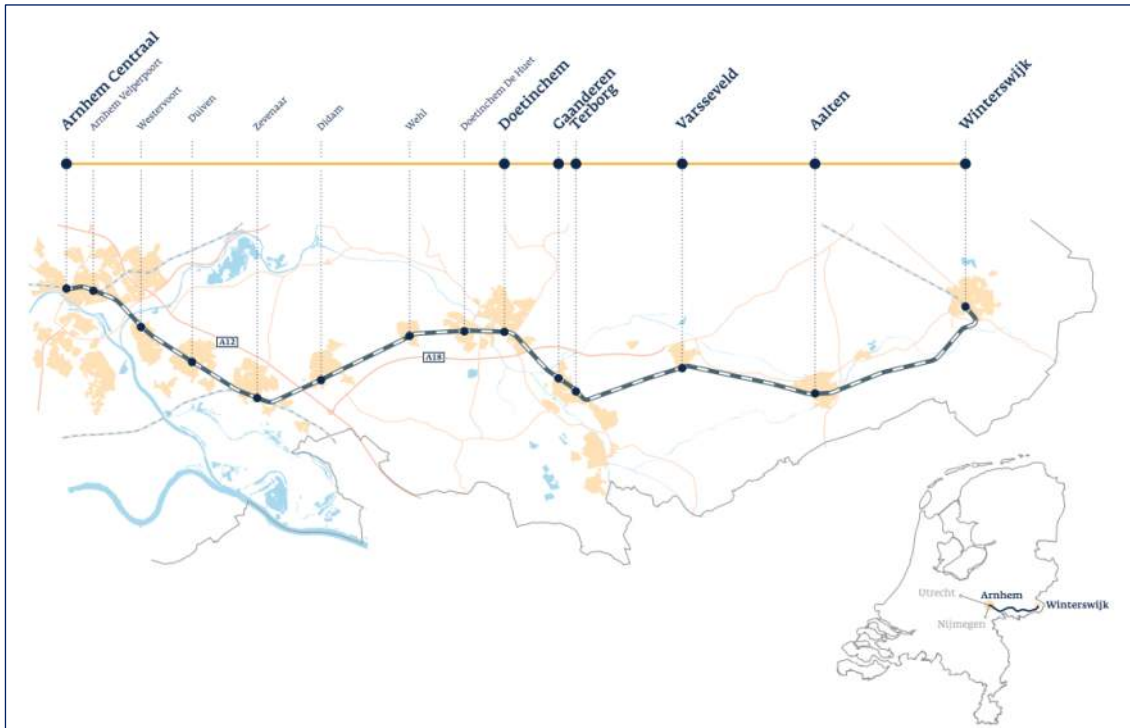 Arnhem Centraal
Arnhem Velperpoort
Westervoort
Duiven
Zevenaar
Didam
Wehl
Doetinchem De Huet
Doetinchem
Gaanderen
Terborg
Varsseveld
Aalten
Winterswijk
A12
A18
Utrecht
Arnhem
Winterswijk
Nijmegen